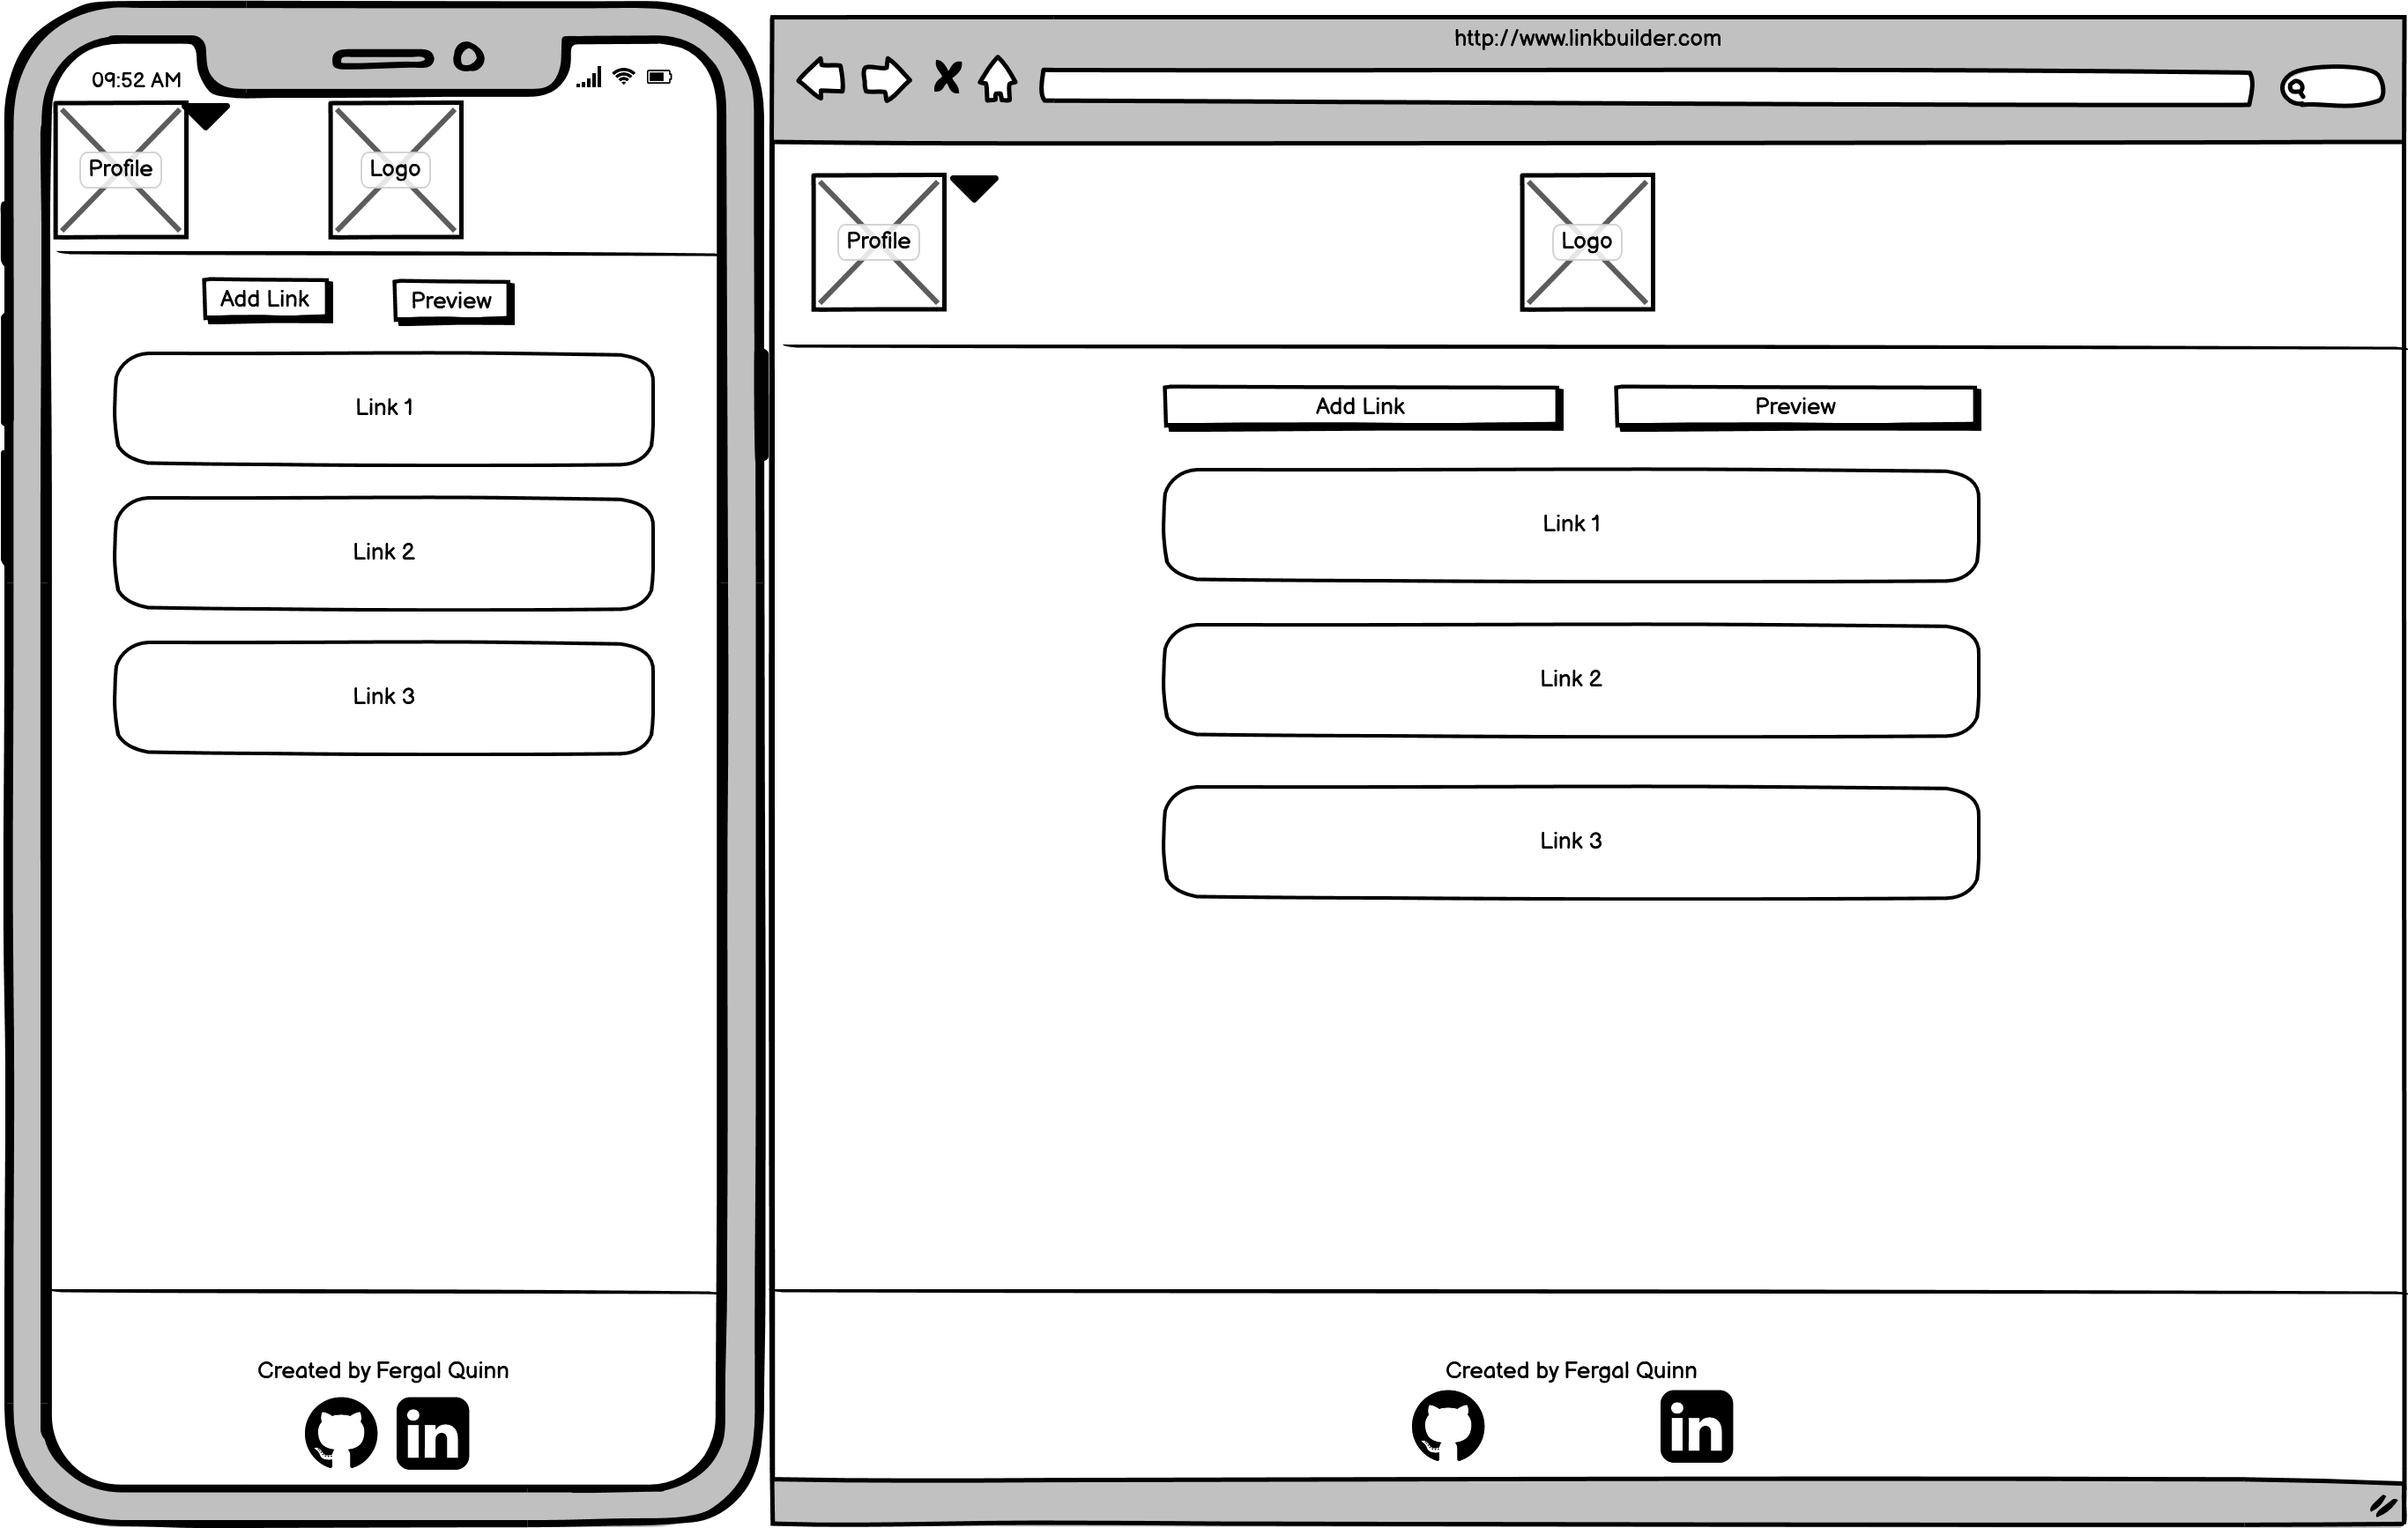 09:52 AM
Profile
Logo
Add Link
Preview
Link 1
Link 2
Link 3
Created by Fergal Quinn
in
http://www.linkbuilder.com
Profile
Logo
Add Link
Preview
Link 1
Link 2
Link 3
Created by Fergal Quinn
in